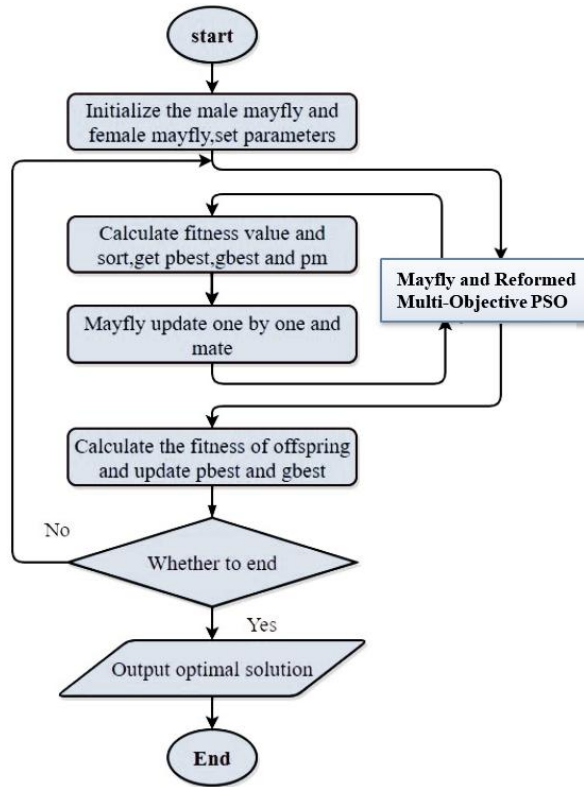 start
Initialize the male mayfly and
female mayfly,set parameters
Calculate fitness value and
sort,get pbest,gbest and pm
Mayfly and Reformed
Multi-Objective PSO
Mayfly update one by one and
mate
Calculate the fitness of offspring
and update pbest and gbest
No
Whether to end
Yes
Output optimal solution
End